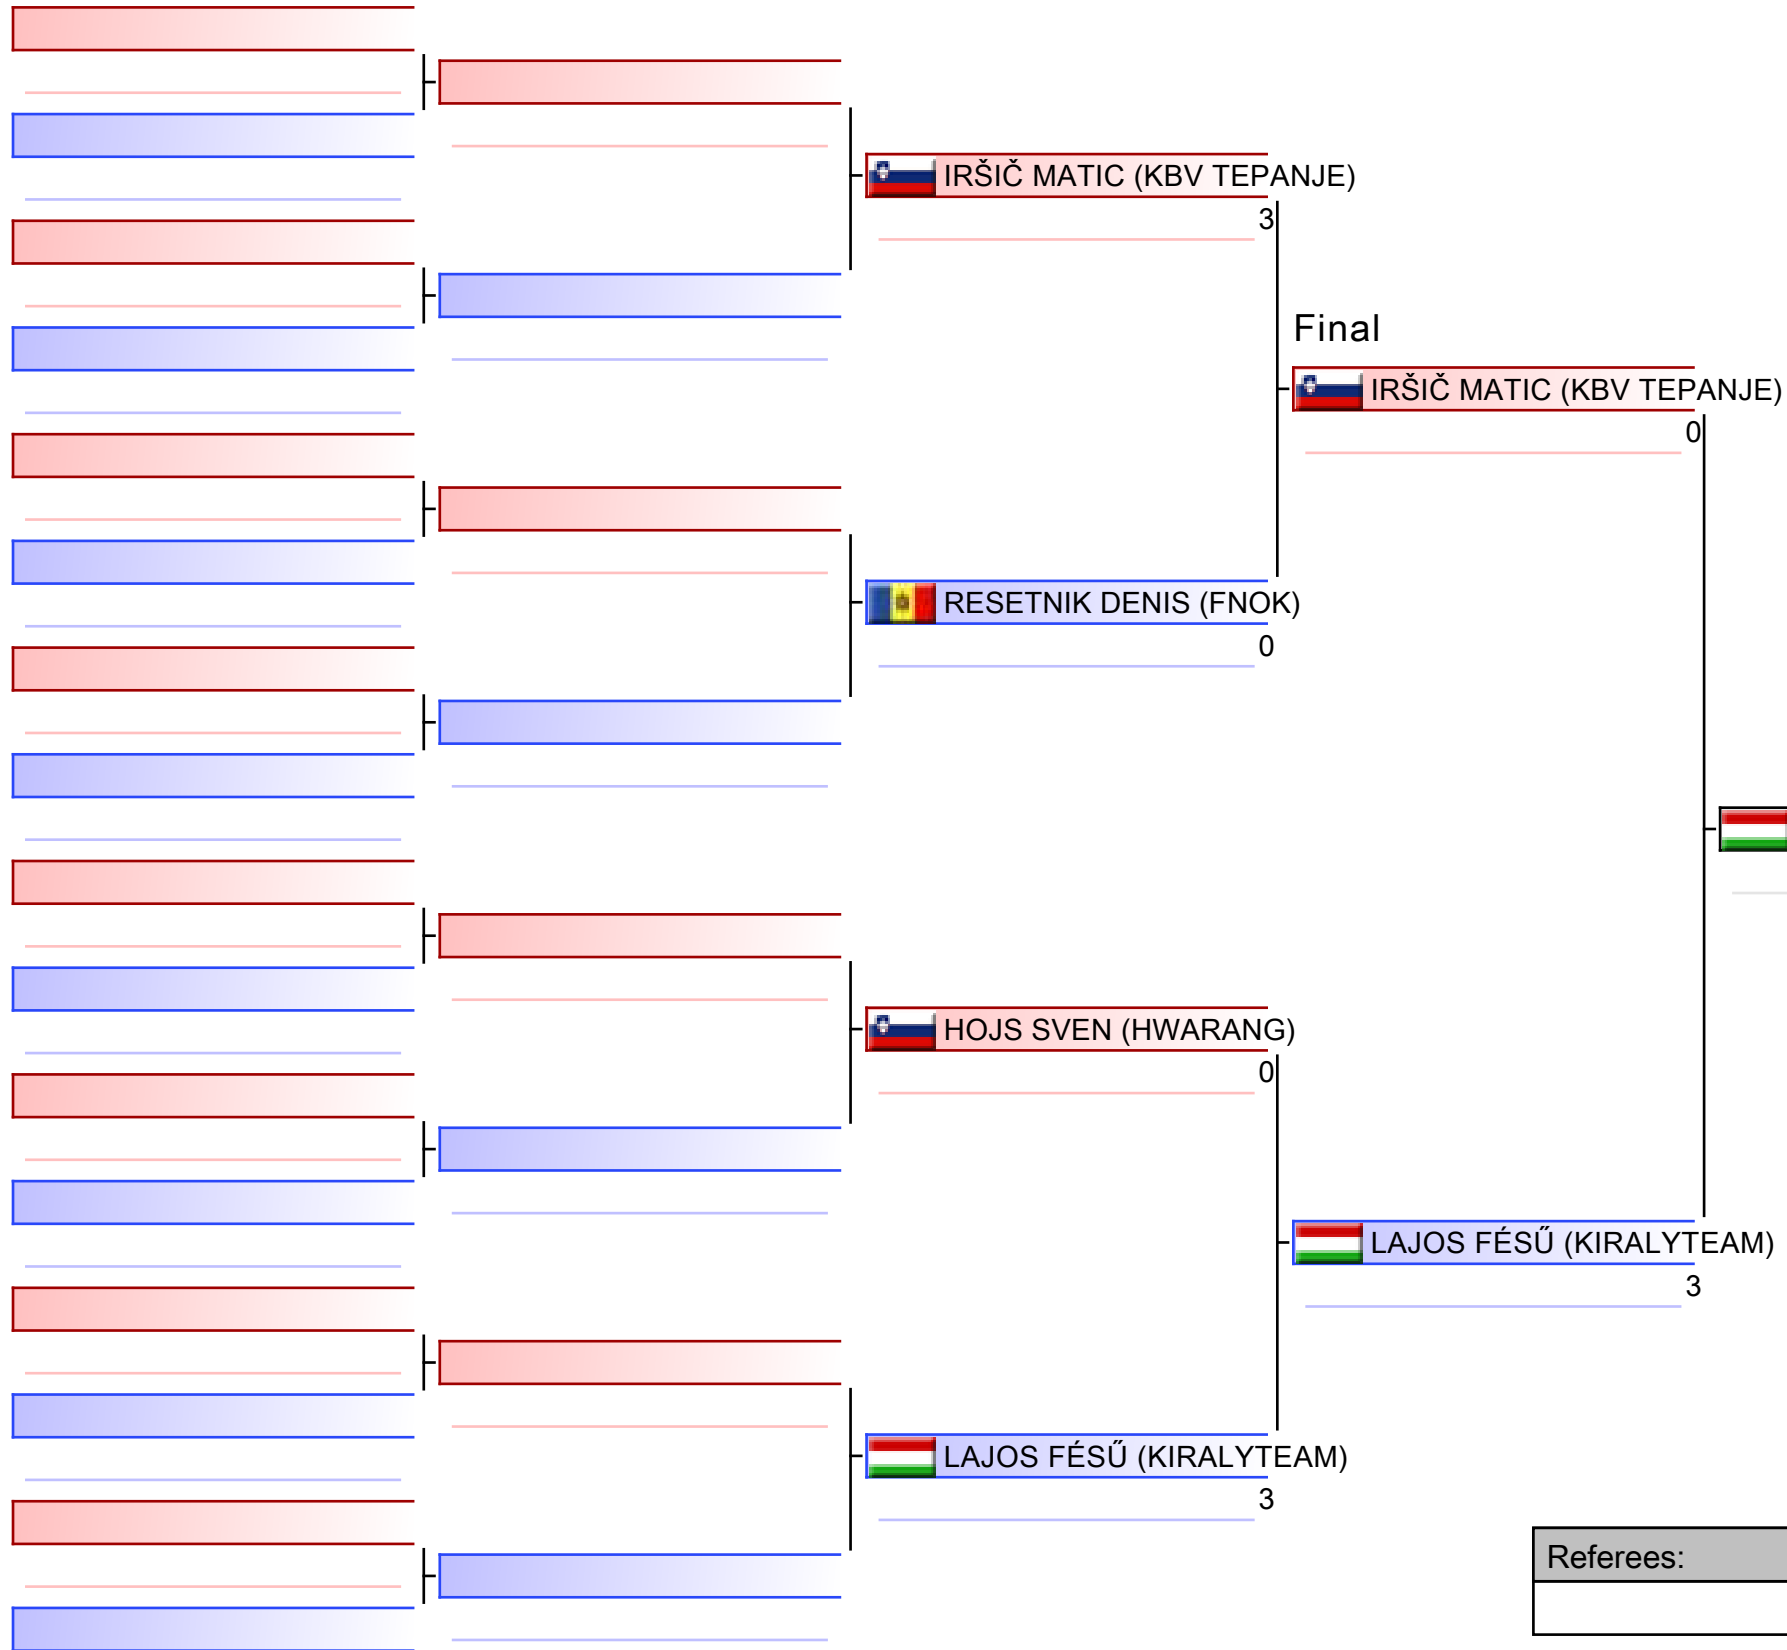 IRŠIČ MATIC (KBV TEPANJE)
3
Final
IRŠIČ MATIC (KBV TEPANJE)
0
RESETNIK DENIS (FNOK)
0
HOJS SVEN (HWARANG)
0
LAJOS FÉSŰ (KIRALYTEAM)
3
LAJOS FÉSŰ (KIRALYTEAM)
3
Referees: